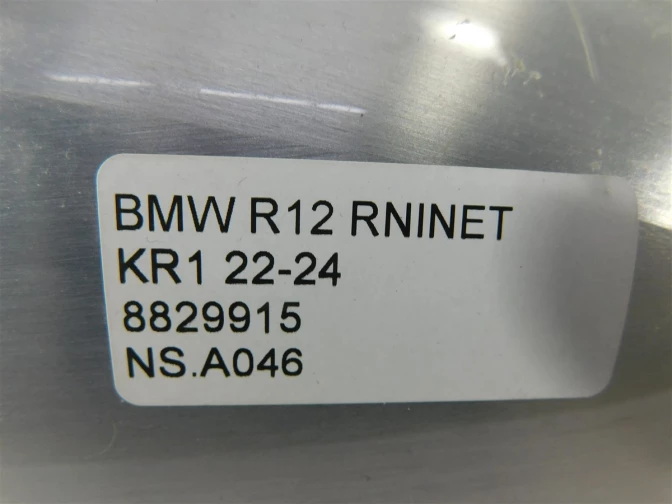 BMW R12 RNINET
KR1 22-24
8829915
NS.A046